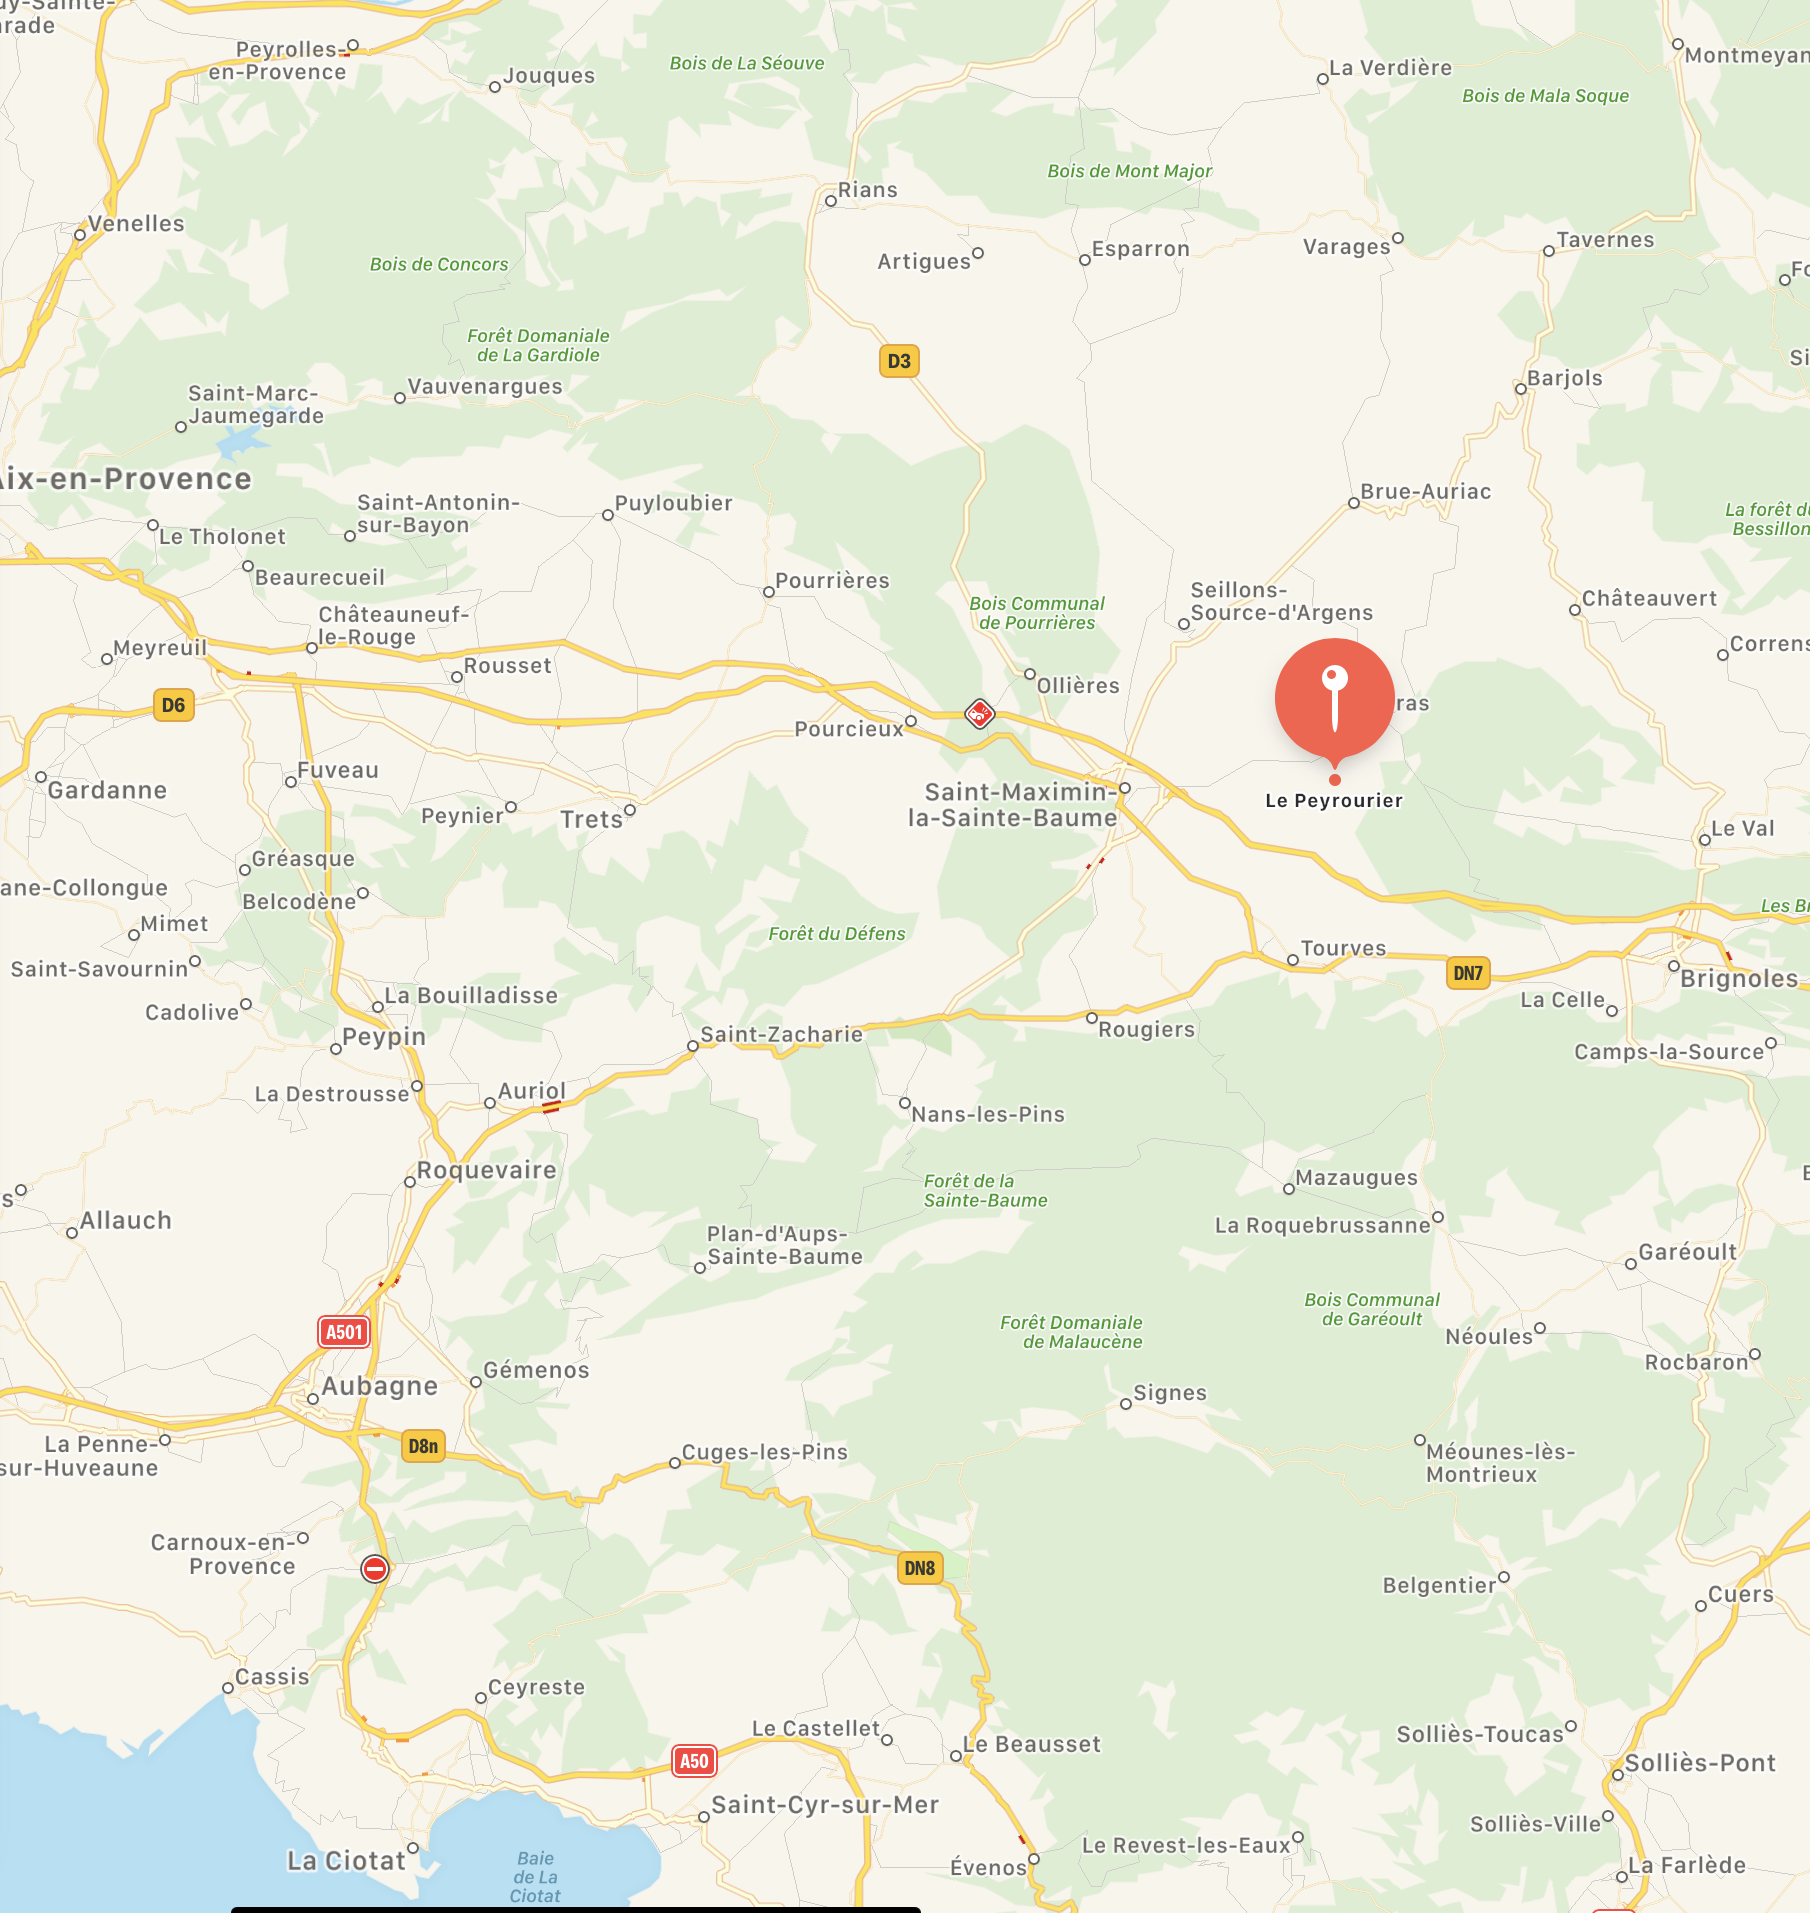 Peyrolles-
en-Provence
Jouques
Bois de La Séouve
La Verdière
Montmeyan
Bois de Mala Soque
Bois de Mont Major
Rians
Venelles
Artigues
Esparron
Varages
Tavernes
Bois de Concors
Forêt Domaniale
de La Gardiole
D3
Saint-Marc-
Jaumegarde
Vauvenargues
Barjols
Aix-en-Provence
Saint-Antonin-
sur-Bayon
Puyloubier
Brue-Auriac
La forêt du
Bessillon
Le Tholonet
Beaurecueil
Pourrières
Seillons-
Source-d'Argens
Châteauvert
Bois Communal
de Pourrières
Châteauneuf-
le-Rouge
Meyreuil
Rousset
Correns
Ollières
D6
ras
Pourcieux
Fuveau
Gardanne
Saint-Maximin-
la-Sainte-Baume
Le Peyrourier
Peynier
Trets
Le Val
Gréasque
ane-Collongue
Belcodène
Les Br
Mimet
Forêt du Défens
Tourves
Saint-Savournin
DN7
Brignoles
La Bouilladisse
La Celle
Cadolive
Peypin
Saint-Zacharie
Rougiers
Camps-la-Source
La Destrousse
Auriol
Nans-les-Pins
Roquevaire
Forêt de la
Sainte-Baume
Mazaugues
s
Allauch
La Roquebrussanne
Plan-d'Aups-
Sainte-Baume
Garéoult
Bois Communal
de Garéoult
Forêt Domaniale
de Malaucène
A501
Néoules
Rocbaron
Gémenos
Aubagne
Signes
La Penne-
sur-Huveaune
D8n
Cuges-les-Pins
Méounes-lès-
Montrieux
Carnoux-en-
Provence
DN8
Belgentier
Cuers
Cassis
Ceyreste
Le Castellet
Le Beausset
Solliès-Toucas
A50
Solliès-Pont
Saint-Cyr-sur-Mer
Solliès-Ville
La Ciotat
Baie
de La
Ciotat
Évenos
Le Revest-les-Eaux
La Farlède